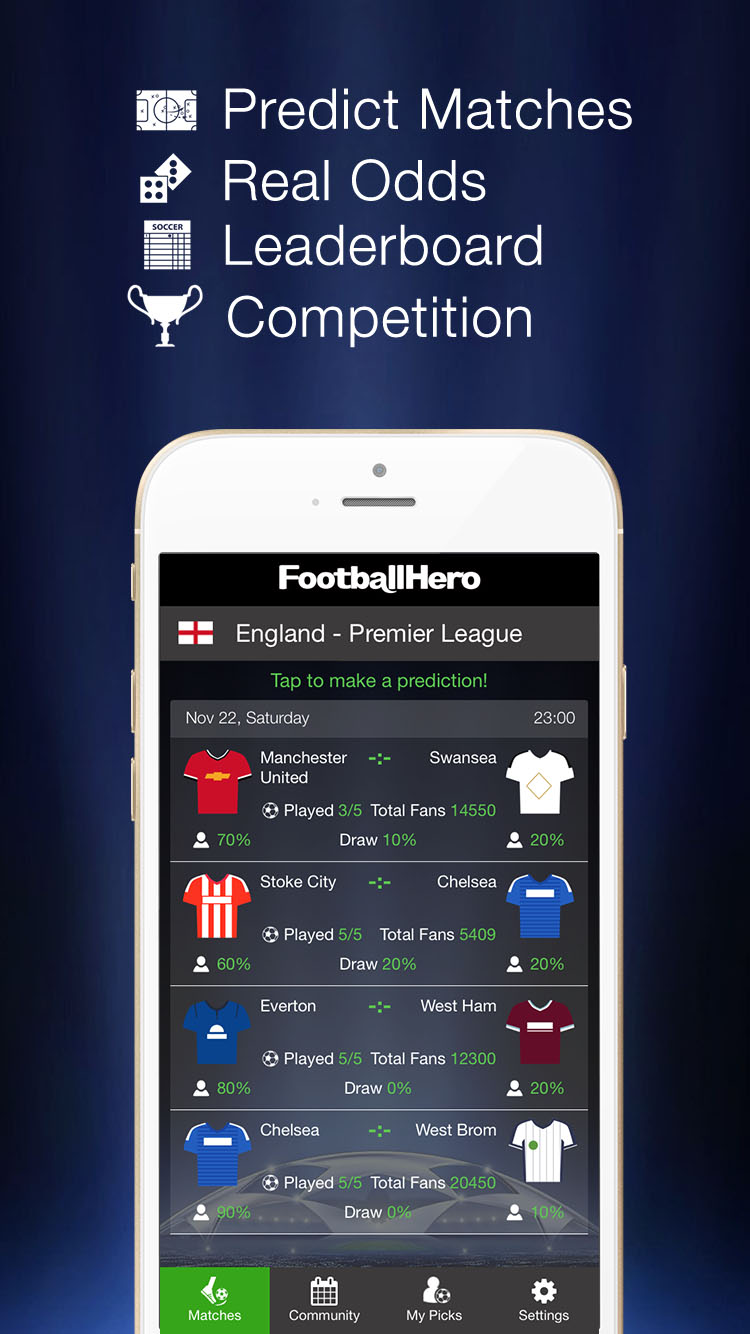 Predict Matches
Real Odds
SOCCER
Leaderboard
Competition
FootballHero
England - Premier League
Tap to make a prediction!
Nov 22, Saturday 23:00
Manchester United -:- Swansea
Played 3/5 Total Fans 14550
70% Draw 10% 20%
Stoke City -:- Chelsea
Played 5/5 Total Fans 5409
60% Draw 20% 20%
Everton -:- West Ham
Played 5/5 Total Fans 12300
80% Draw 0% 20%
Chelsea -:- West Brom
Played 5/5 Total Fans 20450
90% Draw 0% 10%
Matches Community My Picks Settings